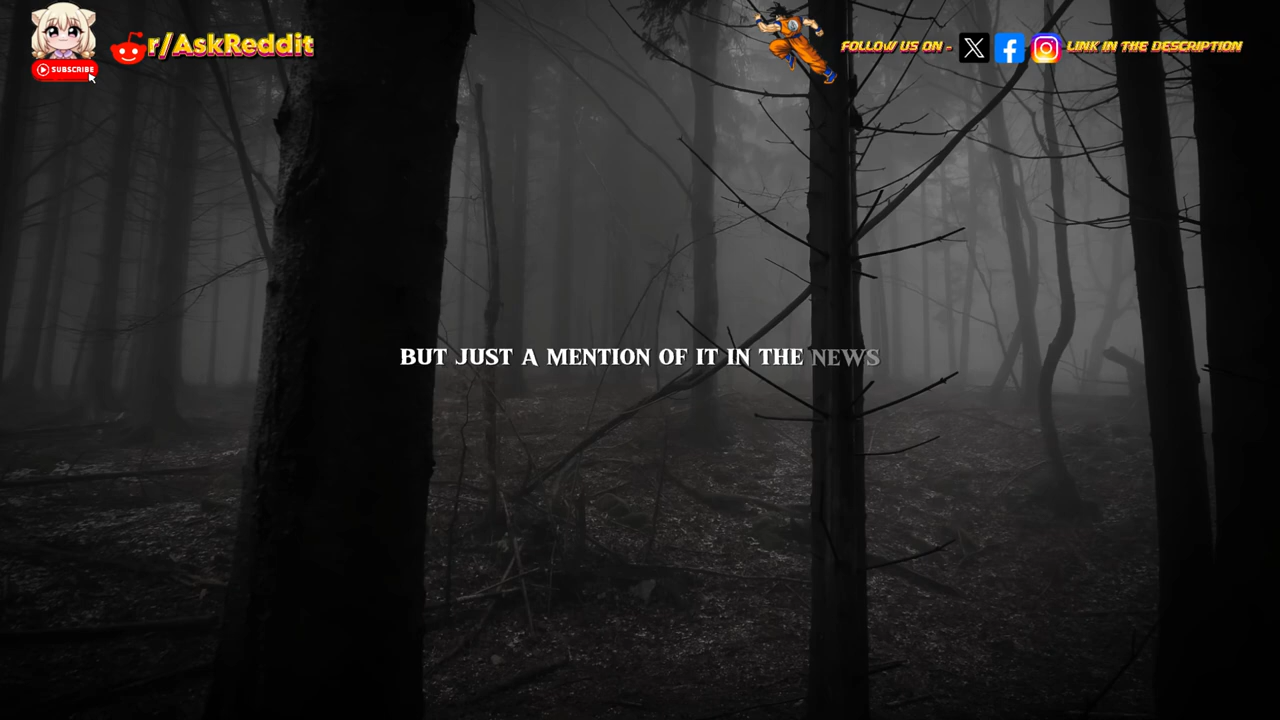 r/AskReddit
SUBSCRIBE
FOLLOW US ON -
LINK IN THE DESCRIPTION
BUT JUST A MENTION OF IT IN THE NEWS